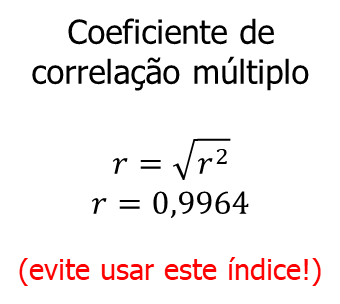 Coeficiente de
correlação múltiplo
r = √r²
r = 0,9964
(evite usar este índice!)